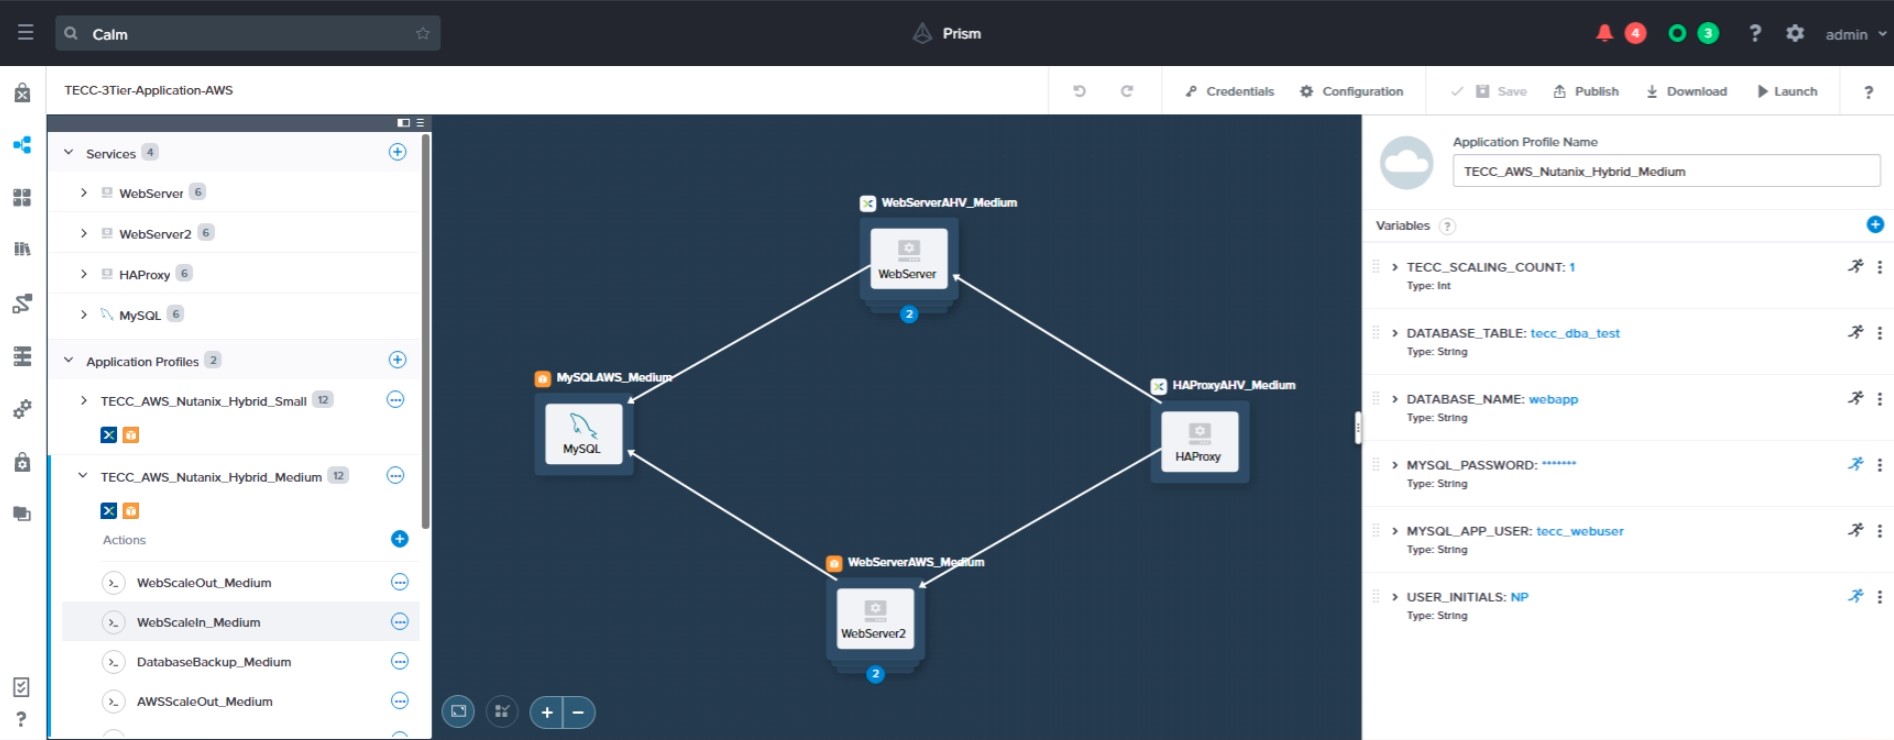 Calm
Prism
4
3
?
admin
TECC-3Tier-Application-AWS
Credentials
Configuration
Save
Publish
Download
Launch
?
Services 4
WebServer 6
WebServer2 6
HAProxy 6
MySQL 6
Application Profiles 2
TECC_AWS_Nutanix_Hybrid_Small 12
TECC_AWS_Nutanix_Hybrid_Medium 12
Actions
WebScaleOut_Medium
WebScaleIn_Medium
DatabaseBackup_Medium
AWSScaleOut_Medium
?
WebServerAHV_Medium
WebServer
2
MySQLAWS_Medium
MySQL
HAProxyAHV_Medium
HAProxy
WebServerAWS_Medium
WebServer2
2
Application Profile Name
TECC_AWS_Nutanix_Hybrid_Medium
Variables ?
TECC_SCALING_COUNT: 1
Type: Int
DATABASE_TABLE: tecc_dba_test
Type: String
DATABASE_NAME: webapp
Type: String
MYSQL_PASSWORD: *******
Type: String
MYSQL_APP_USER: tecc_webuser
Type: String
USER_INITIALS: NP
Type: String